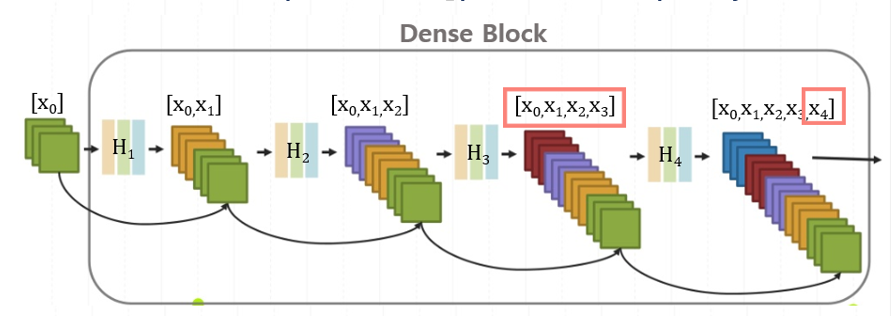 Dense Block
[x₀]
[x₀,x₁]
[x₀,x₁,x₂]
[x₀,x₁,x₂,x₃]
[x₀,x₁,x₂,x₃,x₄]
H₁
H₂
H₃
H₄